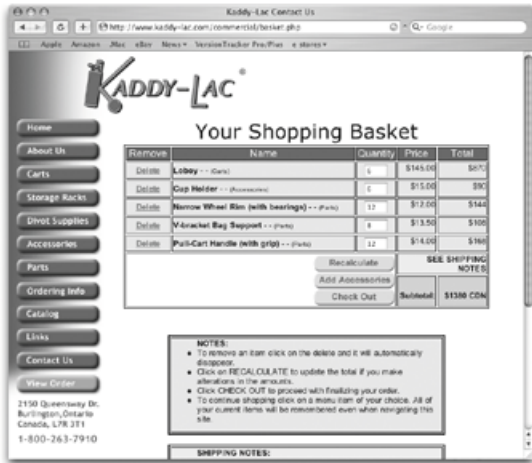 Kaddy-Lac Contact Us
http://www.kaddy-lac.com/commercial/basket.php
Google
Apple Amazon .Mac eBay News VersionTracker Pro/Plus e stores
KADDY-LAC
Home
About Us
Carts
Storage Racks
Divot Supplies
Accessories
Parts
Ordering Info
Catalog
Links
Contact Us
View Order
2150 Queensway Dr.
Burlington, Ontario
Canada, L7R 3T1
1-800-263-7910
Your Shopping Basket
Remove Name Quantity Price Total
Delete - - (Carts) $145.00 $870
Delete Cup Holder - - (Accessories) 6 $15.00 $90
Delete Narrow Wheel Rim (with bearings) - - (Parts) 12 $12.00 $144
Delete V-bracket Bag Support - - (Parts) 8 $13.50 $108
Delete Pull-Cart Handle (with grip) - - (Parts) 12 $14.00 $168
Recalculate
SEE SHIPPING
NOTES
Add Accessories
Check Out
Subtotal: $1380 CDN
NOTES:
• To remove an item click on the delete and it will automatically
disappear.
• Click on RECALCULATE to update the total if you make
alterations in the amounts.
• Click CHECK OUT to proceed with finalizing your order.
• To continue shopping click on a menu item of your choice. All of
your current items will be remembered even when navigating this
site.
SHIPPING NOTES: